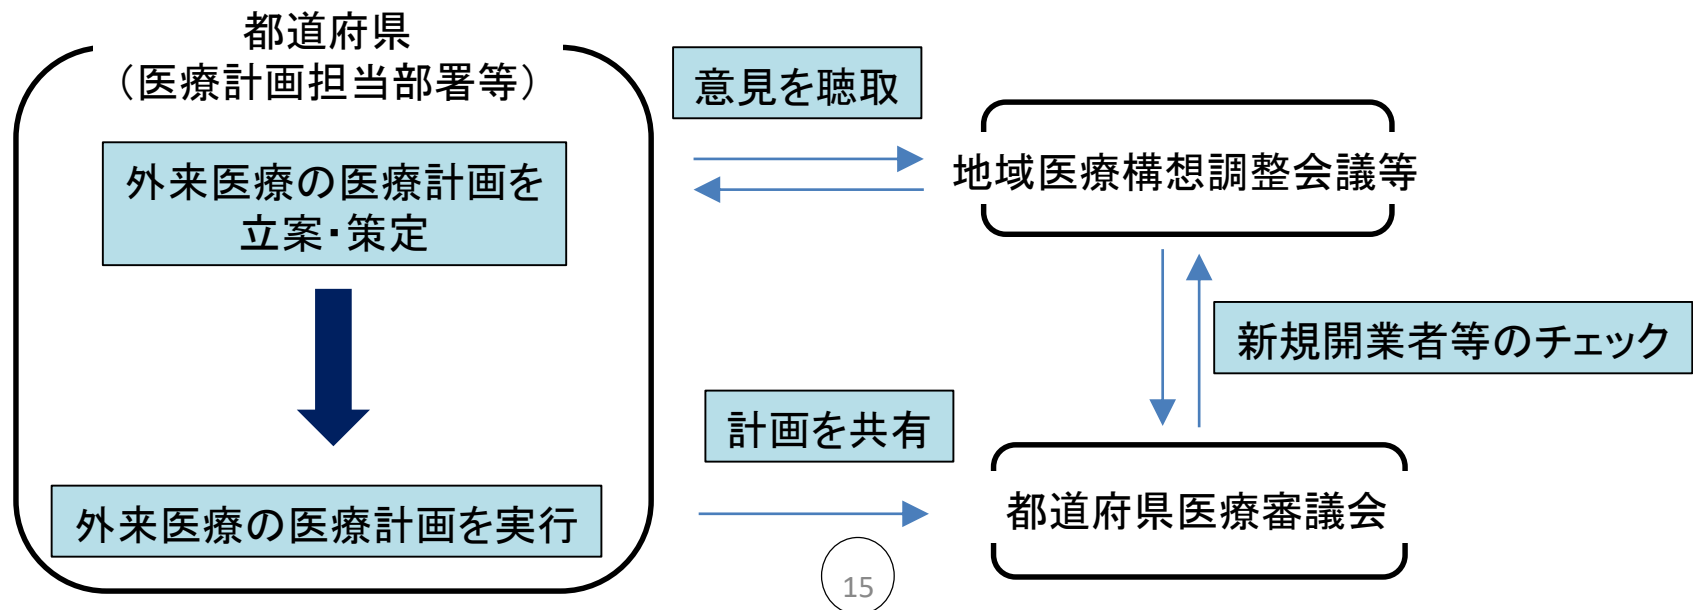 都道府県
（医療計画担当部署等）
外来医療の医療計画を
立案・策定
外来医療の医療計画を実行
意見を聴取
地域医療構想調整会議等
新規開業者等のチェック
計画を共有
都道府県医療審議会
15